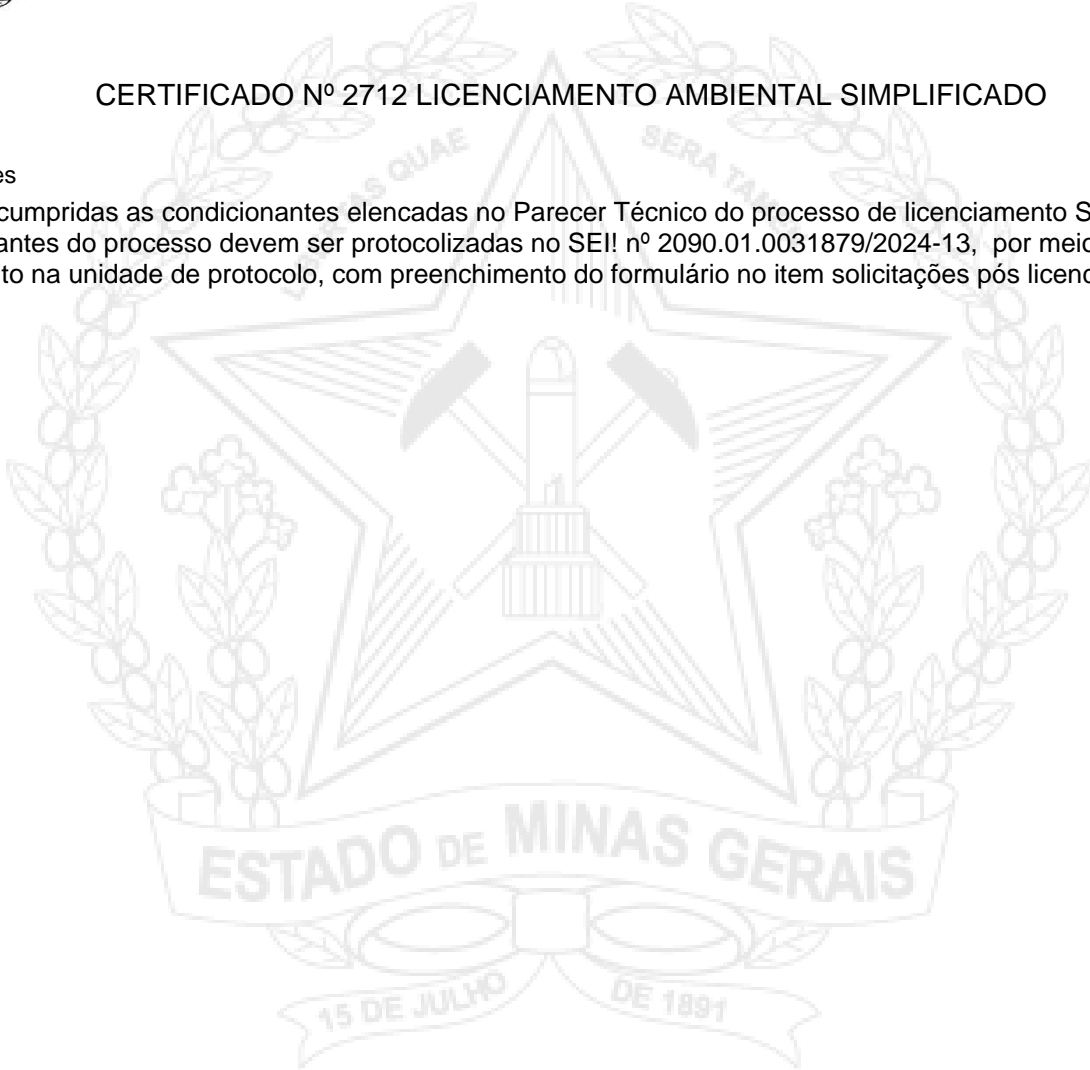 CERTIFICADO Nº 2712 LICENCIAMENTO AMBIENTAL SIMPLIFICADO
es
cumpridas as condicionantes elencadas no Parecer Técnico do processo de licenciamento S
antes do processo devem ser protocolizadas no SEI! nº 2090.01.0031879/2024-13, por meio
to na unidade de protocolo, com preenchimento do formulário no item solicitações pós licenc
QUAE SERA
ESTADO DE MINAS GERAIS
15 DE JULHO DE 1891